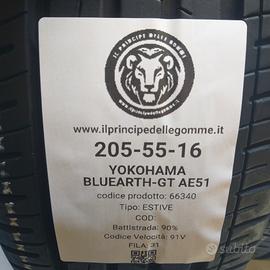 IL PRINCIPE DELLE GOMME
www.ilprincipedellegomme.it
www.ilprincipedellegomme.it
205-55-16
YOKOHAMA
BLUEARTH-GT AE51
codice prodotto: 66340
Tipo: ESTIVE
COD:
Battistrada: 90%
Codice Velocità: 91V
FILA: 31
subito